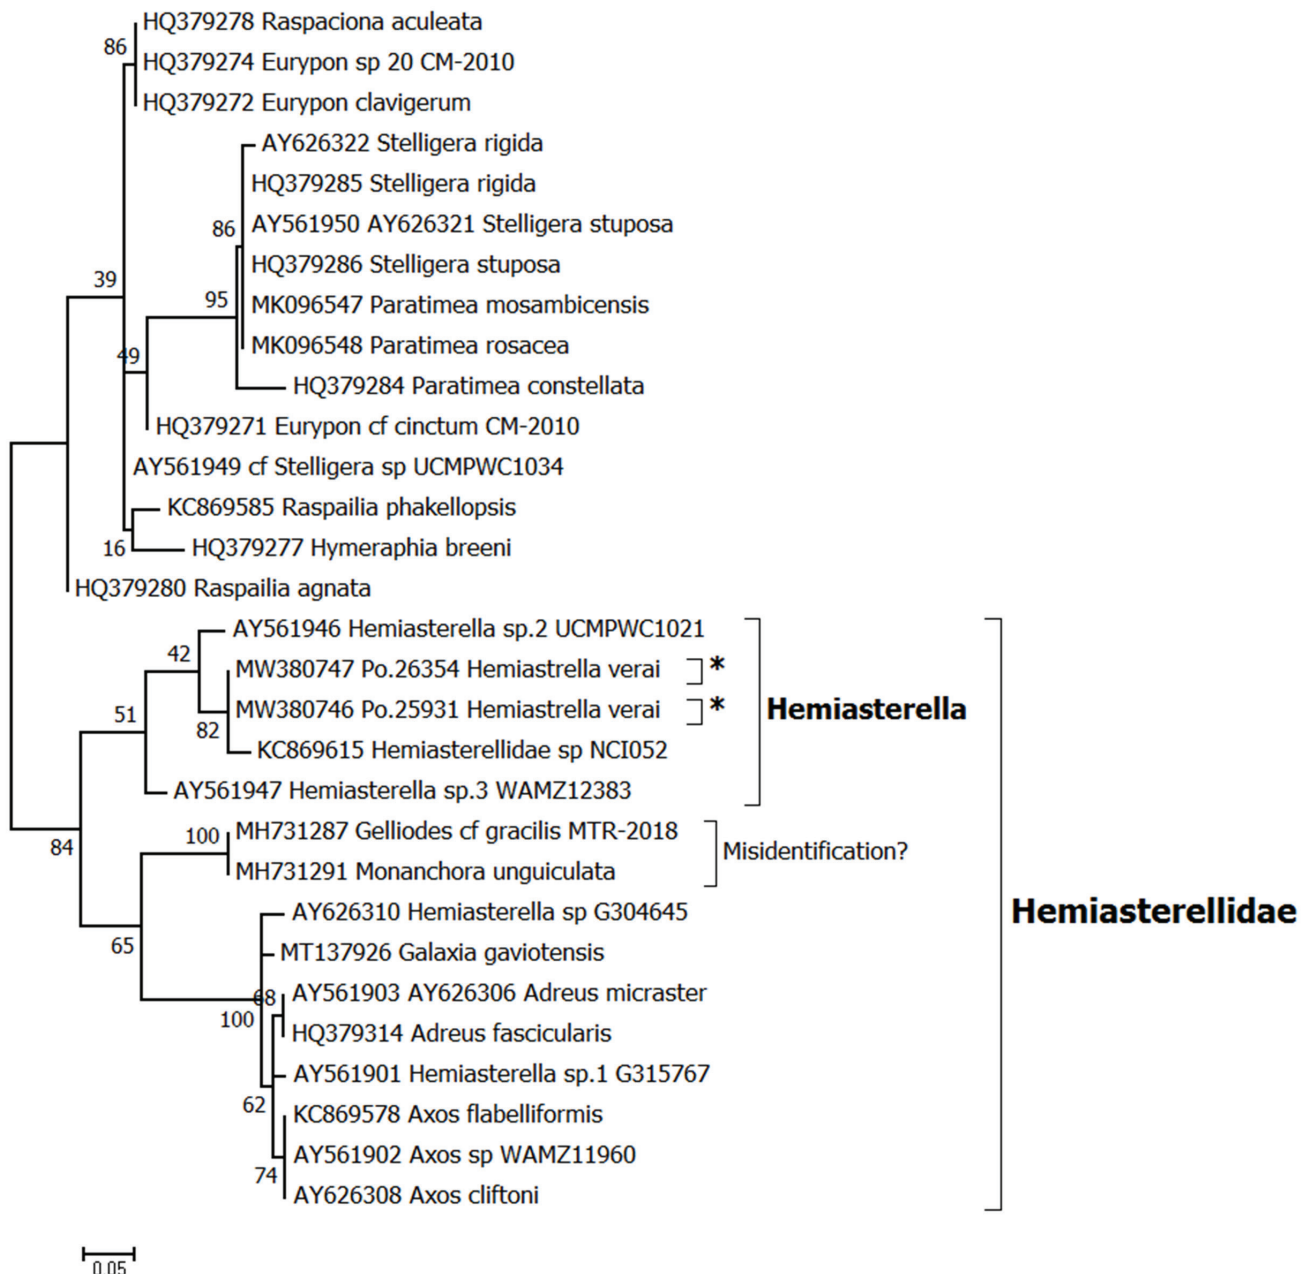 HQ379278 Raspaciona aculeata
86
HQ379274 Eurypon sp 20 CM-2010
HQ379272 Eurypon clavigerum
AY626322 Stelligera rigida
HQ379285 Stelligera rigida
86
AY561950 AY626321 Stelligera stuposa
HQ379286 Stelligera stuposa
39
95
MK096547 Paratimea mosambicensis
MK096548 Paratimea rosacea
49
HQ379284 Paratimea constellata
HQ379271 Eurypon cf cinctum CM-2010
AY561949 cf Stelligera sp UCMPWC1034
KC869585 Raspailia phakellopsis
16
HQ379277 Hymeraphia breeni
HQ379280 Raspailia agnata
AY561946 Hemiasterella sp.2 UCMPWC1021
42
MW380747 Po.26354 Hemiastrella verai
*
51
MW380746 Po.25931 Hemiastrella verai
*
Hemiasterella
82
KC869615 Hemiasterellidae sp NCI052
AY561947 Hemiasterella sp.3 WAMZ12383
84
100
MH731287 Gelliodes cf gracilis MTR-2018
Misidentification?
MH731291 Monanchora unguiculata
AY626310 Hemiasterella sp G304645
Hemiasterellidae
65
MT137926 Galaxia gaviotensis
68
AY561903 AY626306 Adreus micraster
100
HQ379314 Adreus fascicularis
AY561901 Hemiasterella sp.1 G315767
62
KC869578 Axos flabelliformis
AY561902 Axos sp WAMZ11960
74
AY626308 Axos cliftoni
0.05